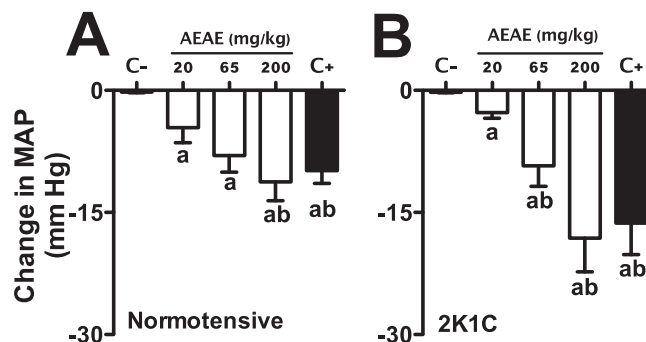 A
AEAE (mg/kg)
C- 20 65 200 C+
0
-15
-30
Change in MAP
(mm Hg)
a a ab ab
Normotensive
B
AEAE (mg/kg)
C- 20 65 200 C+
0
-15
-30
a ab ab ab
2K1C